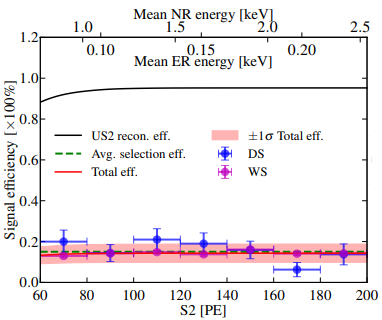 Mean NR energy [keV]
1.0 1.5 2.0 2.5
0.10 0.15 0.20
Mean ER energy [keV]
Signal efficiency [×100%]
1.2
1.0
0.8
0.6
0.4
0.2
0.0
US2 recon. eff.
Avg. selection eff.
Total eff.
±1σ Total eff.
DS
WS
60 80 100 120 140 160 180 200
S2 [PE]